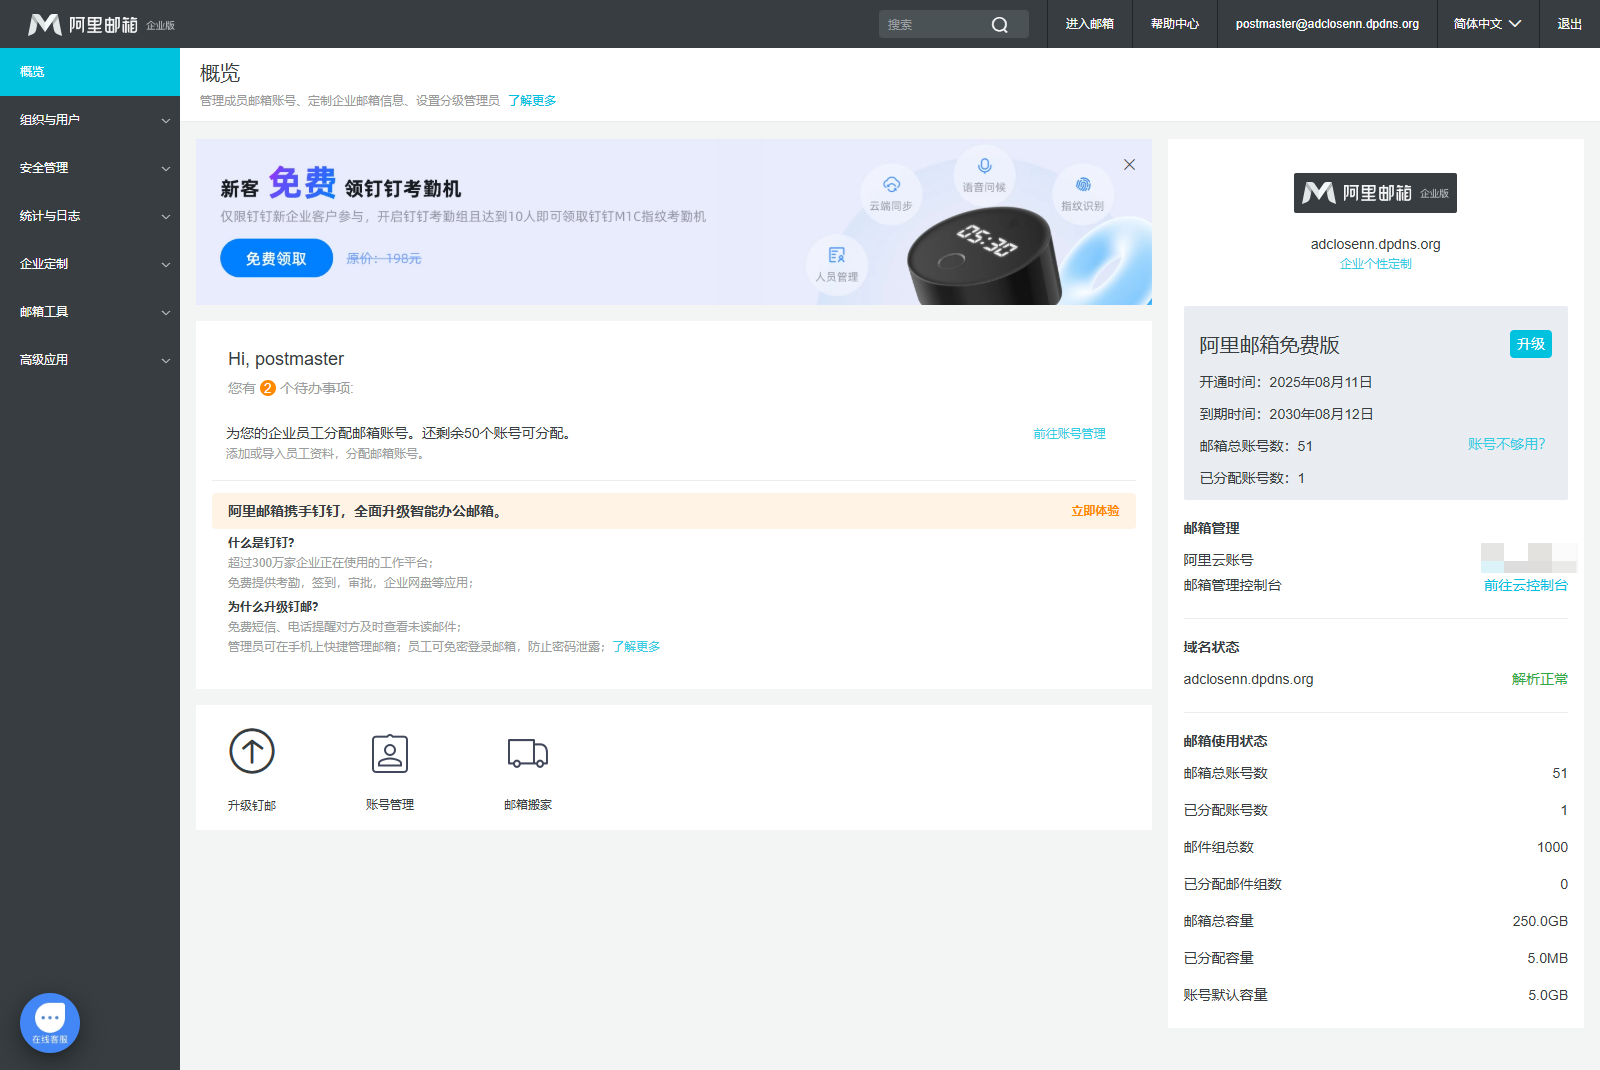 阿里邮箱 企业版
搜索
进入邮箱
帮助中心
postmaster@adclosenn.dpdns.org
简体中文
退出
概览
组织与用户
安全管理
统计与日志
企业定制
邮箱工具
高级应用
在线客服
概览
管理成员邮箱账号、定制企业邮箱信息、设置分级管理员 了解更多
新客 免费 领钉钉考勤机
仅限钉钉新企业客户参与，开启钉钉考勤组且达到10人即可领取钉钉M1C指纹考勤机
免费领取 原价：198元
云端同步
语音问候
指纹识别
人员管理
05:30
Hi, postmaster
您有 2 个待办事项:
为您的企业员工分配邮箱账号。还剩余50个账号可分配。
前往账号管理
添加或导入员工资料，分配邮箱账号。
阿里邮箱携手钉钉，全面升级智能办公邮箱。
立即体验
什么是钉钉?
超过300万家企业正在使用的工作平台；
免费提供考勤，签到，审批，企业网盘等应用；
为什么升级钉邮?
免费短信、电话提醒对方及时查看未读邮件；
管理员可在手机上快捷管理邮箱；员工可免密登录邮箱，防止密码泄露；了解更多
升级钉邮
账号管理
邮箱搬家
阿里邮箱 企业版
adclosenn.dpdns.org
企业个性定制
阿里邮箱免费版
升级
开通时间：2025年08月11日
到期时间：2030年08月12日
邮箱总账号数：51
账号不够用?
已分配账号数：1
邮箱管理
阿里云账号
邮箱管理控制台
前往云控制台
域名状态
adclosenn.dpdns.org
解析正常
邮箱使用状态
邮箱总账号数 51
已分配账号数 1
邮件组总数 1000
已分配邮件组数 0
邮箱总容量 250.0GB
已分配容量 5.0MB
账号默认容量 5.0GB